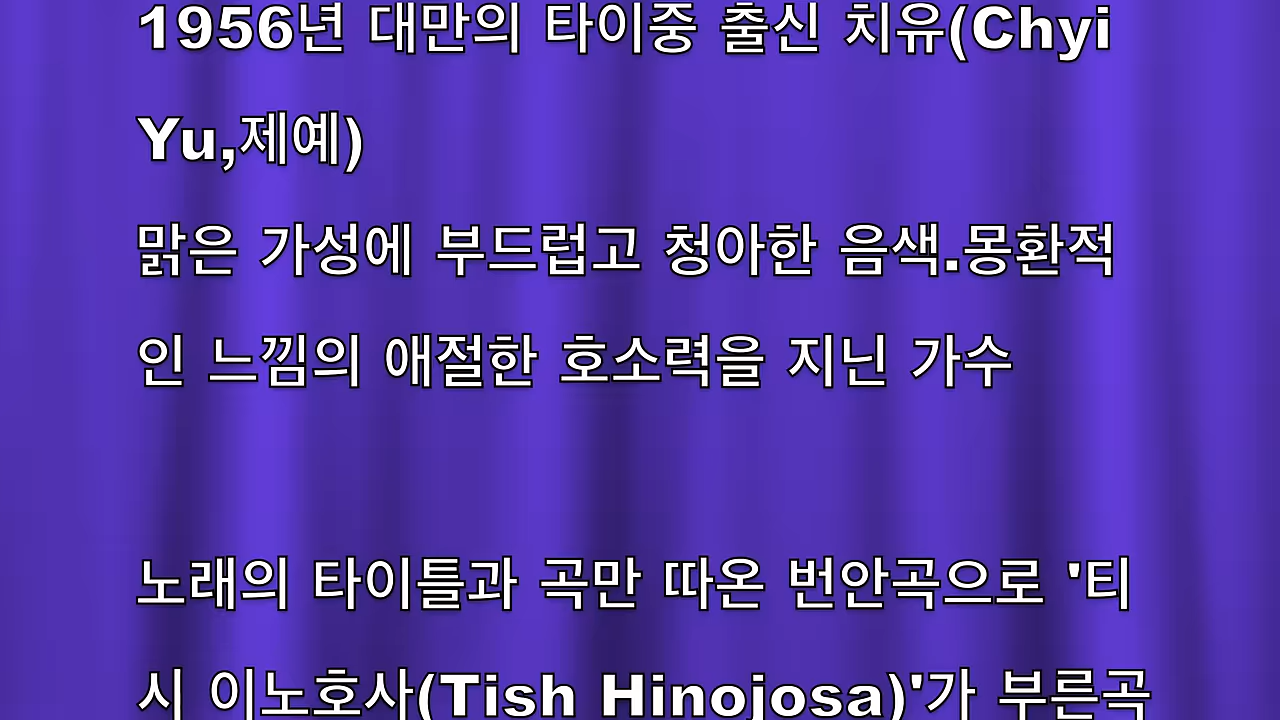 1956년 대만의 타이중 출신 치유(Chyi
Yu,제예)
맑은 가성에 부드럽고 청아한 음색.몽환적
인 느낌의 애절한 호소력을 지닌 가수
노래의 타이틀과 곡만 따온 번안곡으로 '티
시 이노호사(Tish Hinojosa)'가 부른곡